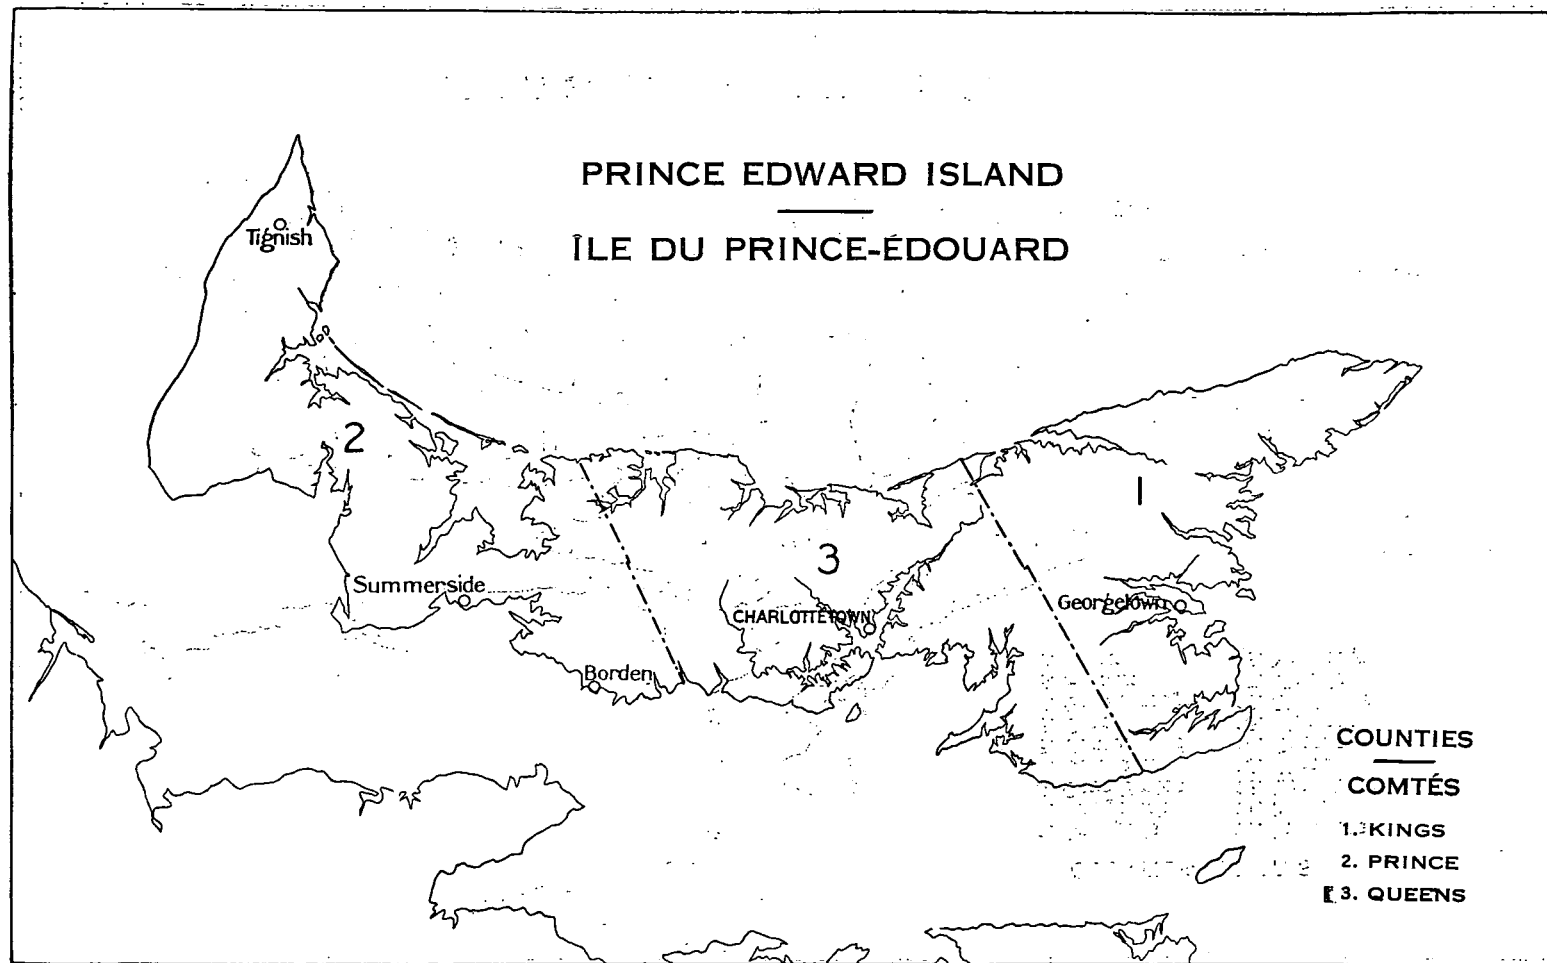 PRINCE EDWARD ISLAND
ÎLE DU PRINCE-ÉDOUARD
Tignish
2
1
3
Summerside
CHARLOTTETOWN
Georgetown
Borden
COUNTIES
COMTÉS
1. KINGS
2. PRINCE
3. QUEENS